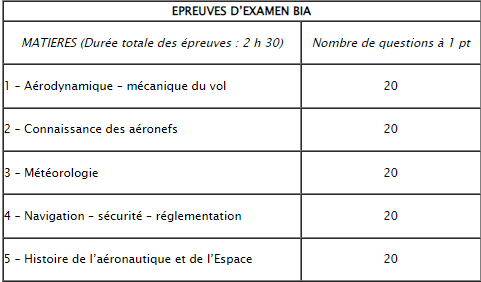 EPREUVES D’EXAMEN BIA
MATIERES (Durée totale des épreuves : 2 h 30) Nombre de questions à 1 pt
1 – Aérodynamique – mécanique du vol 20
2 – Connaissance des aéronefs 20
3 – Météorologie 20
4 – Navigation – sécurité – réglementation 20
5 – Histoire de l’aéronautique et de l’Espace 20